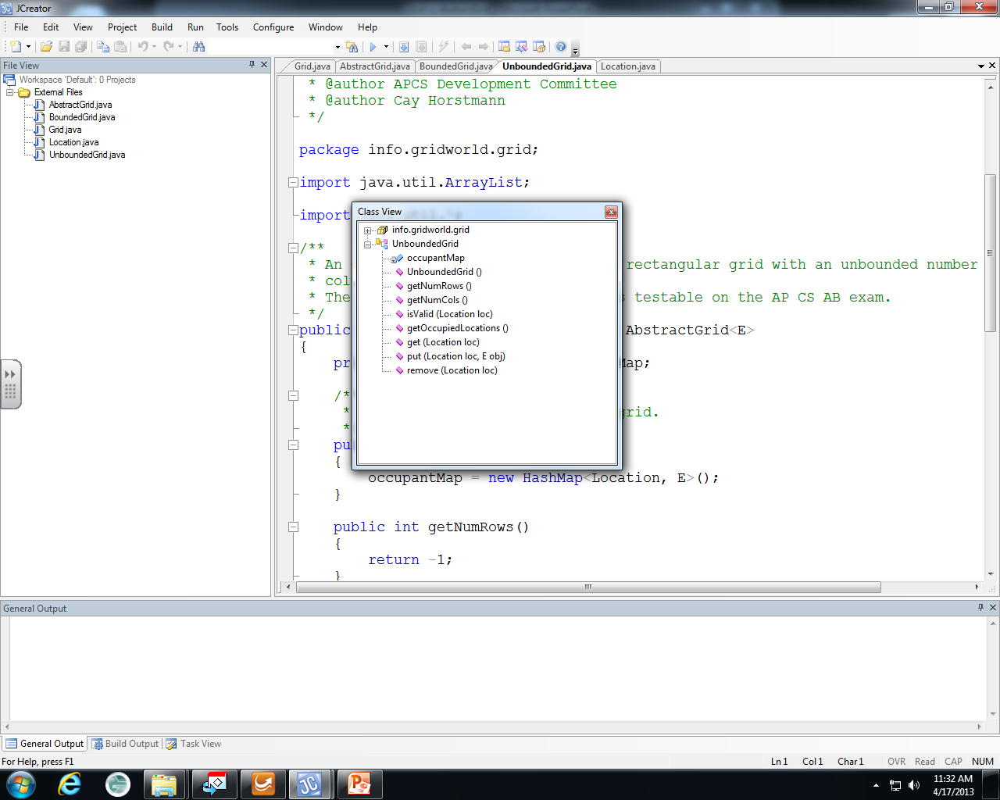 JCreator
File Edit View Project Build Run Tools Configure Window Help
File View
Workspace 'Default': 0 Projects
External Files
AbstractGrid.java
BoundedGrid.java
Grid.java
Location.java
UnboundedGrid.java
Grid.java AbstractGrid.java BoundedGrid.java UnboundedGrid.java Location.java
* @author APCS Development Committee
* @author Cay Horstmann
*/
package info.gridworld.grid;
import java.util.ArrayList;
import
/**
* An rectangular grid with an unbounded number
* col
* The testable on the AP CS AB exam.
*/
public AbstractGrid<E>
{
pr Map;
/*
* grid.
*
pu
{
occupantMap = new HashMap<Location, E>();
}
public int getNumRows()
{
return -1;
}
Class View
info.gridworld.grid
UnboundedGrid
occupantMap
UnboundedGrid ()
getNumRows ()
getNumCols ()
isValid (Location loc)
getOccupiedLocations ()
get (Location loc)
put (Location loc, E obj)
remove (Location loc)
General Output
General Output Build Output Task View
For Help, press F1 Ln 1 Col 1 Char 1 OVR Read CAP NUM
11:32 AM
4/17/2013